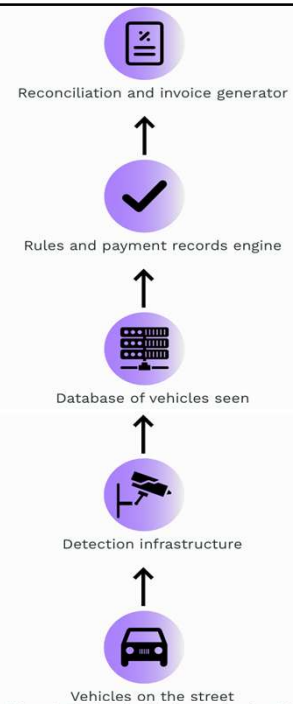 Reconciliation and invoice generator
Rules and payment records engine
Database of vehicles seen
Detection infrastructure
Vehicles on the street